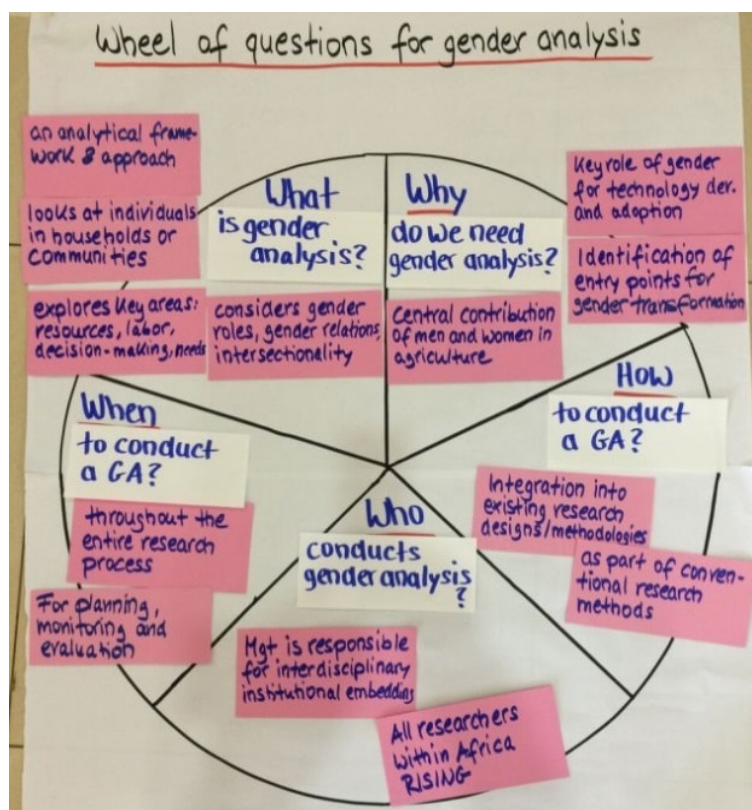 Wheel of questions for gender analysis
What
is gender
analysis?
an analytical frame-
work & approach
looks at individuals
in households or
communities
explores key areas:
resources, labor,
decision-making, needs
considers gender
roles, gender relations,
intersectionality
Why
do we need
gender analysis?
Key role of gender
for technology dev.
and adoption
Identification of
entry points for
gender transformation
central contribution
of men and women in
agriculture
How
to conduct
a GA?
Integration into
existing research
designs/methodologies
as part of conven-
tional research
methods
Who
conducts
gender analysis
?
Mgt is responsible
for interdisciplinary
institutional embedding
All researchers
within Africa
RISING
When
to conduct
a GA?
throughout the
entire research
process
For planning,
monitoring and
evaluation